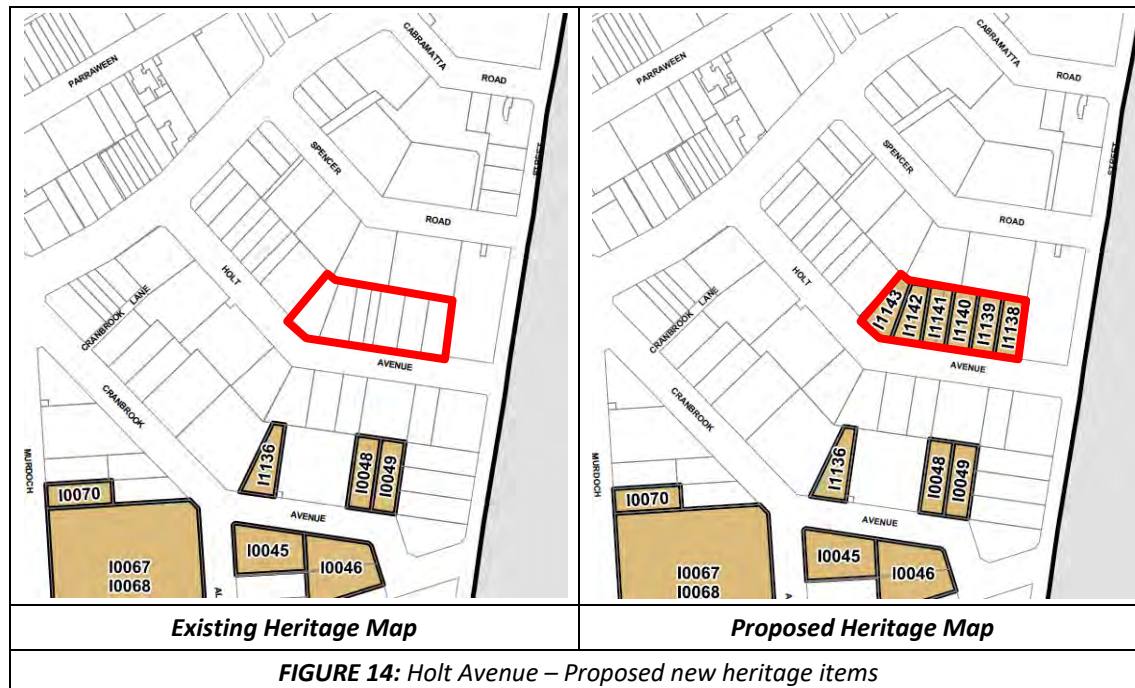 CABRAMATTA
ROAD
PARRAWEEN
STREET
SPENCER
ROAD
HOLT
CRANBROOK LANE
AVENUE
CRANBROOK
MURDOCH
I1136
I0048
I0049
I0070
AVENUE
I0045
I0046
I0067
I0068
AL
CABRAMATTA
ROAD
PARRAWEEN
STREET
SPENCER
ROAD
HOLT
I1143
I1142
I1141
I1140
I1139
I1138
CRANBROOK LANE
AVENUE
CRANBROOK
MURDOCH
I1136
I0048
I0049
I0070
AVENUE
I0045
I0046
I0067
I0068
Existing Heritage Map
Proposed Heritage Map
FIGURE 14: Holt Avenue – Proposed new heritage items